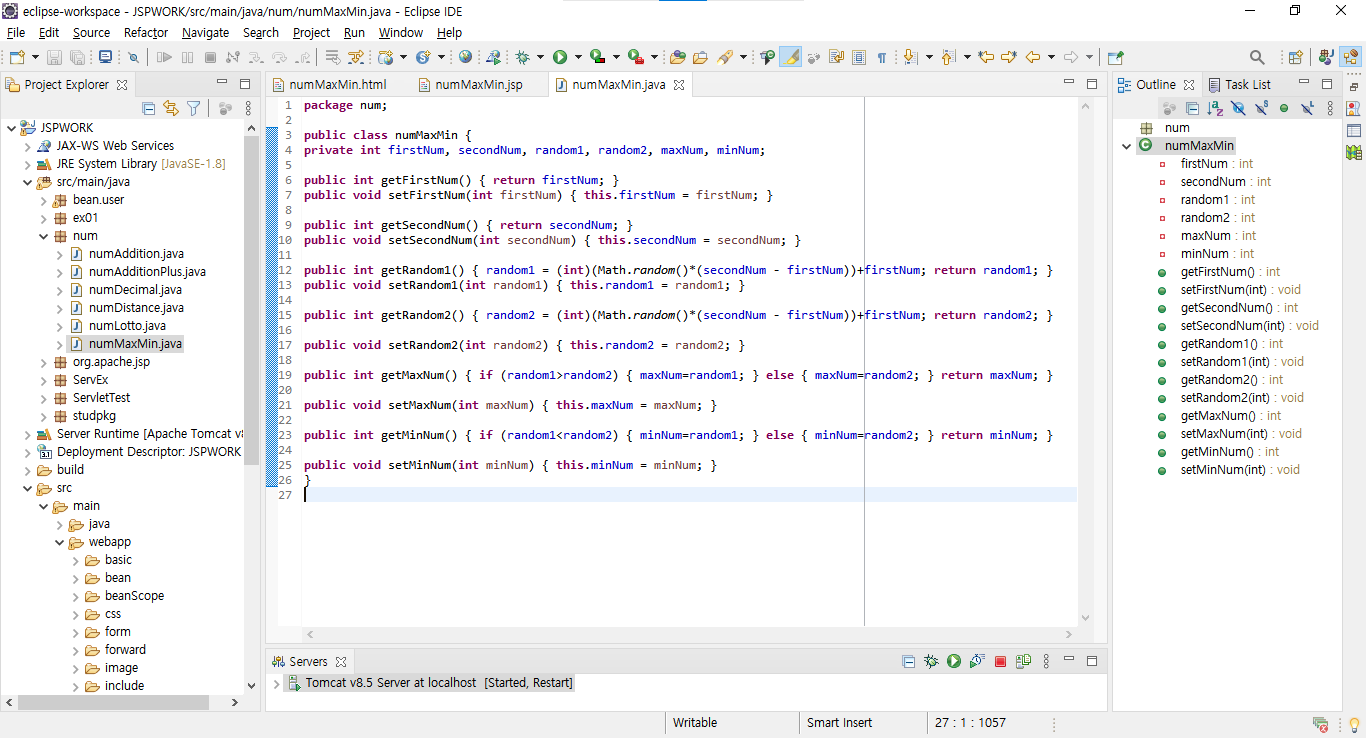 eclipse-workspace - JSPWORK/src/main/java/num/numMaxMin.java - Eclipse IDE
File Edit Source Refactor Navigate Search Project Run Window Help
Project Explorer
JSPWORK
JAX-WS Web Services
JRE System Library [JavaSE-1.8]
src/main/java
bean.user
ex01
num
numAddition.java
numAdditionPlus.java
numDecimal.java
numDistance.java
numLotto.java
numMaxMin.java
org.apache.jsp
ServEx
ServletTest
studpkg
Server Runtime [Apache Tomcat v
Deployment Descriptor: JSPWORK
build
src
main
java
webapp
basic
bean
beanScope
css
form
forward
image
include
numMaxMin.html numMaxMin.jsp numMaxMin.java
1 package num;
2
3 public class numMaxMin {
4 private int firstNum, secondNum, random1, random2, maxNum, minNum;
5
6 public int getFirstNum() { return firstNum; }
7 public void setFirstNum(int firstNum) { this.firstNum = firstNum; }
8
9 public int getSecondNum() { return secondNum; }
10 public void setSecondNum(int secondNum) { this.secondNum = secondNum; }
11
12 public int getRandom1() { random1 = (int)(Math.random()*(secondNum - firstNum))+firstNum; return random1; }
13 public void setRandom1(int random1) { this.random1 = random1; }
14
15 public int getRandom2() { random2 = (int)(Math.random()*(secondNum - firstNum))+firstNum; return random2; }
16
17 public void setRandom2(int random2) { this.random2 = random2; }
18
19 public int getMaxNum() { if (random1>random2) { maxNum=random1; } else { maxNum=random2; } return maxNum; }
20
21 public void setMaxNum(int maxNum) { this.maxNum = maxNum; }
22
23 public int getMinNum() { if (random1<random2) { minNum=random1; } else { minNum=random2; } return minNum; }
24
25 public void setMinNum(int minNum) { this.minNum = minNum; }
26 }
27
Servers
Tomcat v8.5 Server at localhost [Started, Restart]
Outline Task List
num
numMaxMin
firstNum : int
secondNum : int
random1 : int
random2 : int
maxNum : int
minNum : int
getFirstNum() : int
setFirstNum(int) : void
getSecondNum() : int
setSecondNum(int) : void
getRandom1() : int
setRandom1(int) : void
getRandom2() : int
setRandom2(int) : void
getMaxNum() : int
setMaxNum(int) : void
getMinNum() : int
setMinNum(int) : void
Writable Smart Insert 27 : 1 : 1057